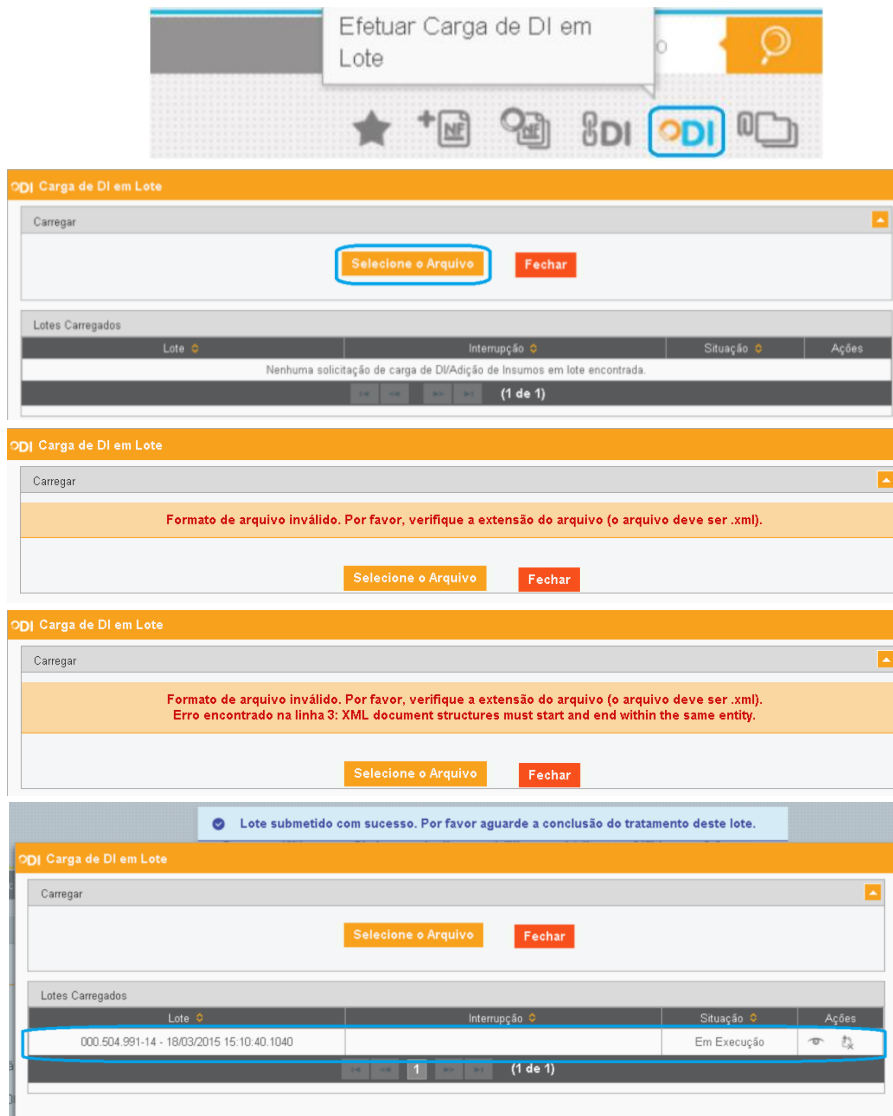 Efetuar Carga de DI em
Lote
o
NF NF DI DI
DI Carga de DI em Lote
Carregar
Selecione o Arquivo Fechar
Lotes Carregados
Lote Interrupção Situação Ações
Nenhuma solicitação de carga de DI/Adição de Insumos em lote encontrada.
(1 de 1)
DI Carga de DI em Lote
Carregar
Formato de arquivo inválido. Por favor, verifique a extensão do arquivo (o arquivo deve ser .xml).
Selecione o Arquivo Fechar
DI Carga de DI em Lote
Carregar
Formato de arquivo inválido. Por favor, verifique a extensão do arquivo (o arquivo deve ser .xml).
Erro encontrado na linha 3: XML document structures must start and end within the same entity.
Selecione o Arquivo Fechar
Lote submetido com sucesso. Por favor aguarde a conclusão do tratamento deste lote.
DI Carga de DI em Lote
Carregar
Selecione o Arquivo Fechar
Lotes Carregados
Lote Interrupção Situação Ações
000.504.991-14 - 18/03/2015 15:10:40.1040 Em Execução
1 (1 de 1)